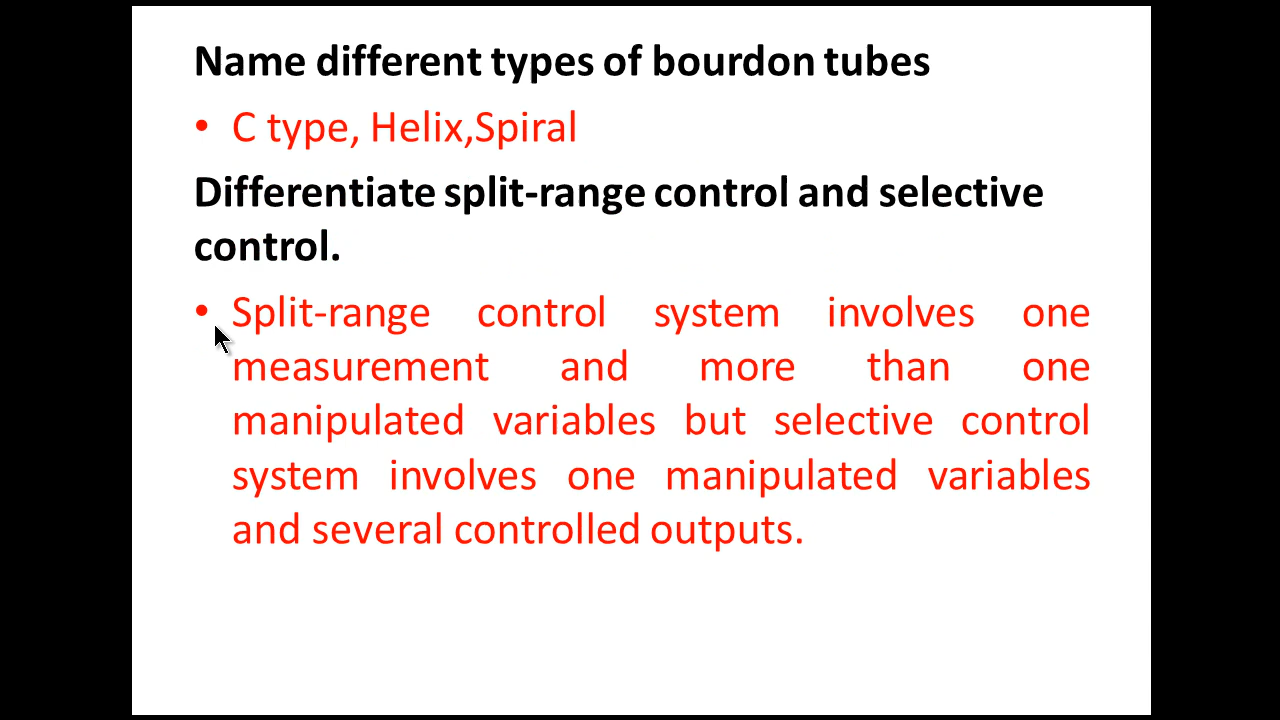 Name different types of bourdon tubes
• C type, Helix,Spiral
Differentiate split-range control and selective
control.
• Split-range control system involves one
measurement and more than one
manipulated variables but selective control
system involves one manipulated variables
and several controlled outputs.